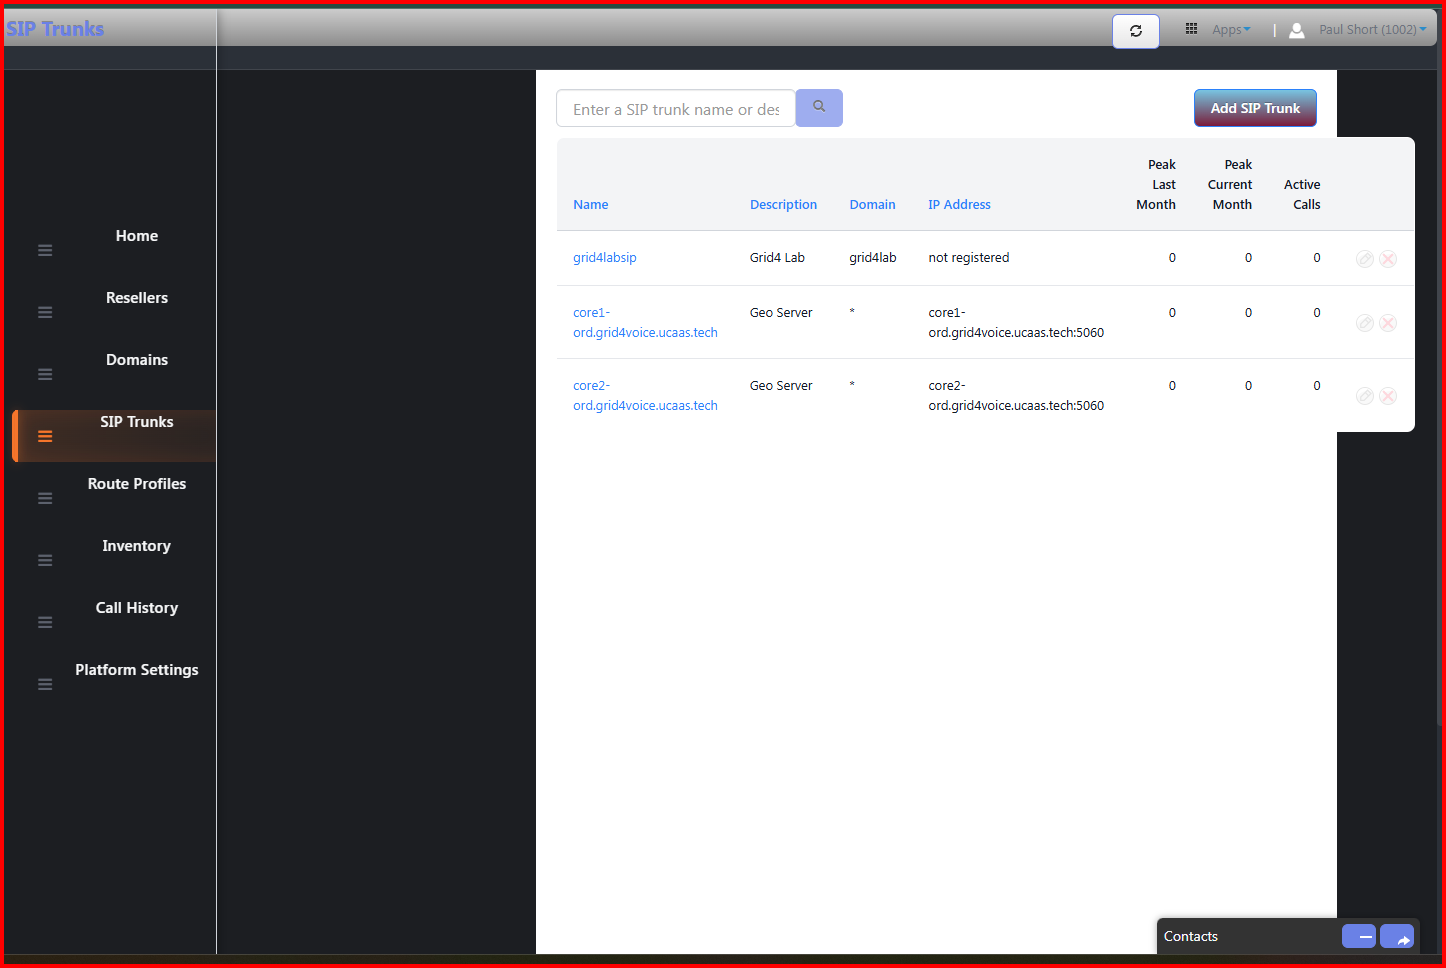 SIP Trunks
Apps
|
Paul Short (1002)
Home
Resellers
Domains
SIP Trunks
Route Profiles
Inventory
Call History
Platform Settings
Enter a SIP trunk name or des
Add SIP Trunk
Name Description Domain IP Address Peak Last Month Peak Current Month Active Calls
grid4labsip Grid4 Lab grid4lab not registered 0 0 0
core1- Geo Server * core1- 0 0 0
ord.grid4voice.ucaas.tech ord.grid4voice.ucaas.tech:5060
core2- Geo Server * core2- 0 0 0
ord.grid4voice.ucaas.tech ord.grid4voice.ucaas.tech:5060
Contacts